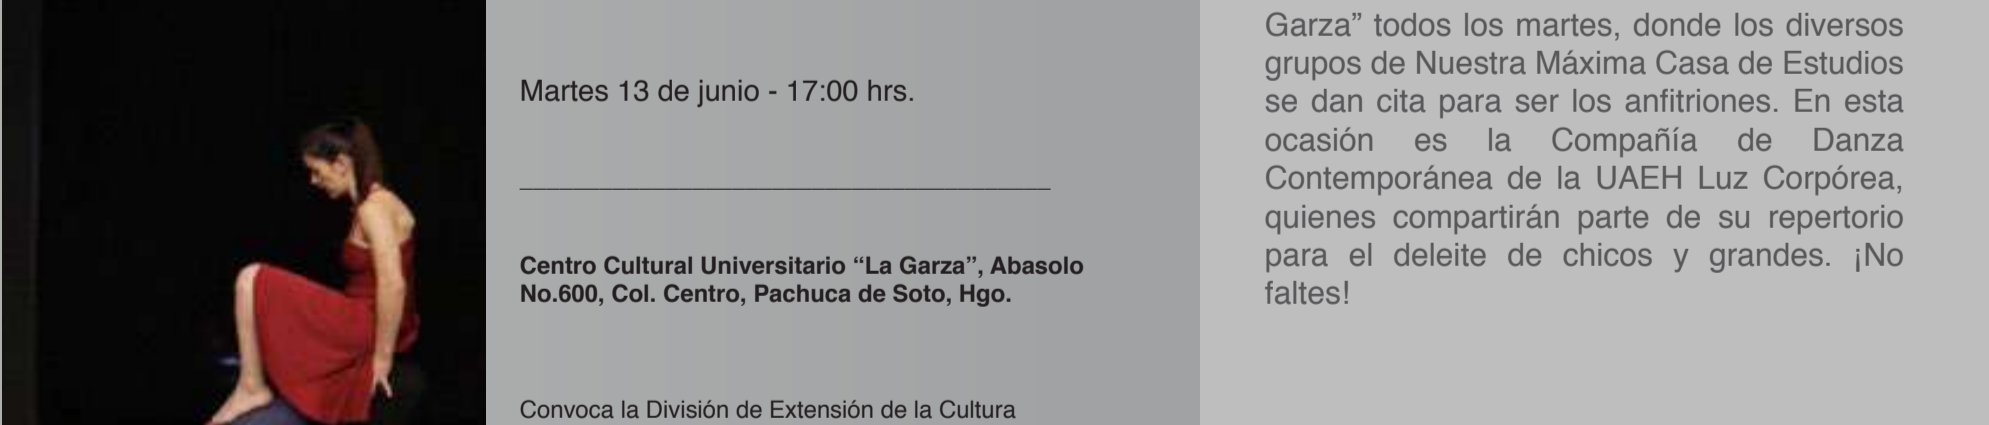 Martes 13 de junio - 17:00 hrs.
Centro Cultural Universitario “La Garza”, Abasolo
No.600, Col. Centro, Pachuca de Soto, Hgo.
Convoca la División de Extensión de la Cultura
Garza” todos los martes, donde los diversos
grupos de Nuestra Máxima Casa de Estudios
se dan cita para ser los anfitriones. En esta
ocasión es la Compañía de Danza
Contemporánea de la UAEH Luz Corpórea,
quienes compartirán parte de su repertorio
para el deleite de chicos y grandes. ¡No
faltes!